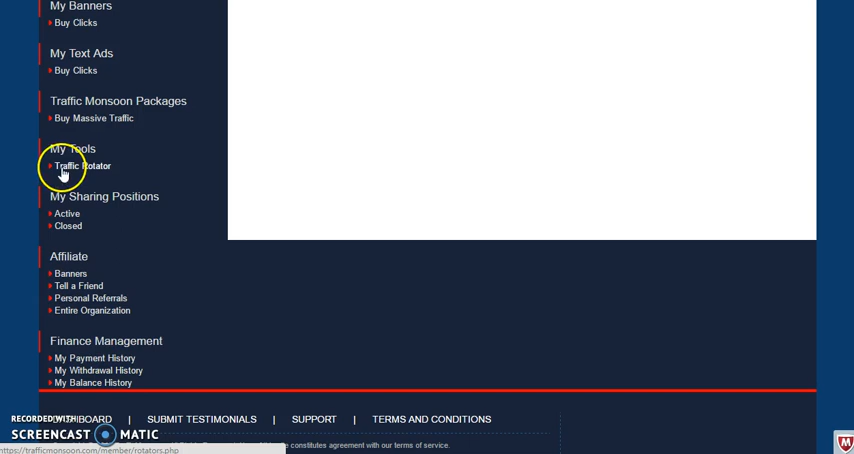 My Banners
Buy Clicks
My Text Ads
Buy Clicks
Traffic Monsoon Packages
Buy Massive Traffic
My Tools
Traffic Rotator
My Sharing Positions
Active
Closed
Affiliate
Banners
Tell a Friend
Personal Referrals
Entire Organization
Finance Management
My Payment History
My Withdrawal History
My Balance History
DASHBOARD | SUBMIT TESTIMONIALS | SUPPORT | TERMS AND CONDITIONS
RECORDED WITH
SCREENCAST MATIC
constitutes agreement with our terms of service.
https://trafficmonsoon.com/member/rotators.php